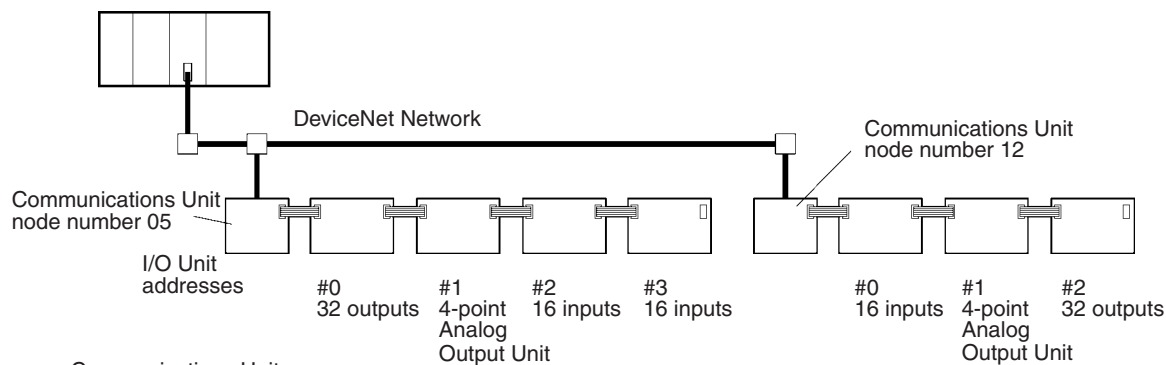 DeviceNet Network
Communications Unit
node number 12
Communications Unit
node number 05
I/O Unit
addresses
#0
32 outputs
#1
4-point
Analog
Output Unit
#2
16 inputs
#3
16 inputs
#0
16 inputs
#1
4-point
Analog
Output Unit
#2
32 outputs